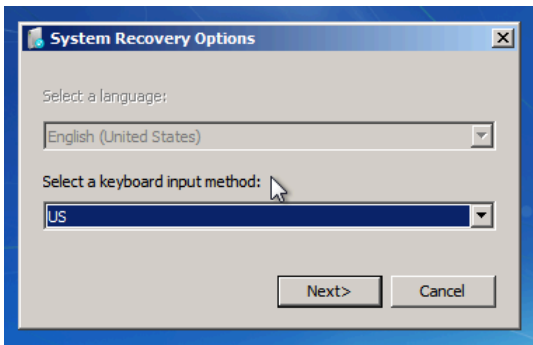 System Recovery Options
Select a language:
English (United States)
Select a keyboard input method:
US
Next> Cancel